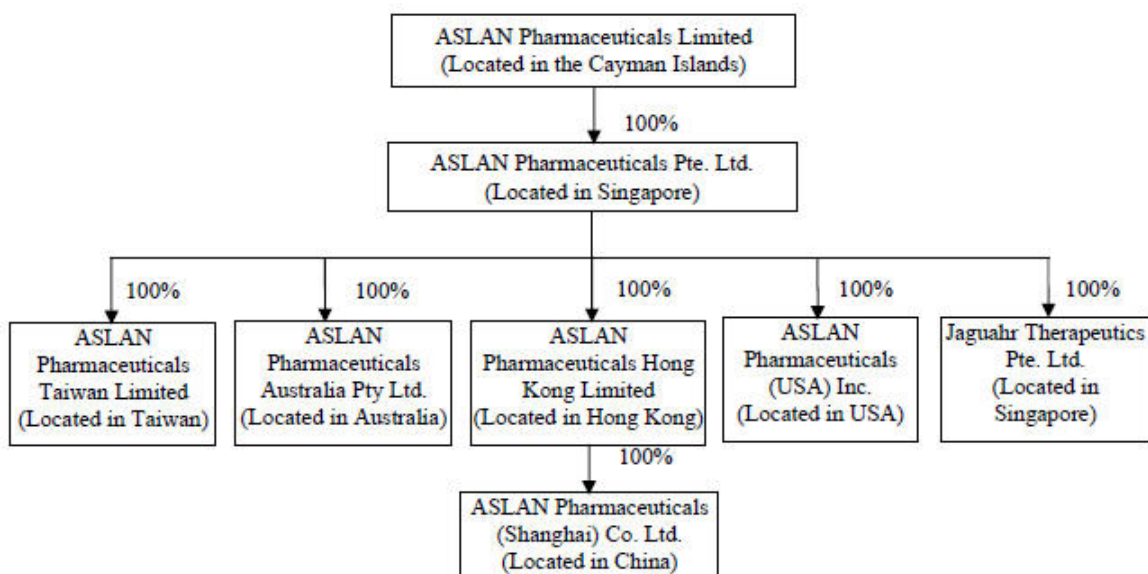 ASLAN Pharmaceuticals Limited
(Located in the Cayman Islands)
100%
ASLAN Pharmaceuticals Pte. Ltd.
(Located in Singapore)
100%
100%
100%
100%
100%
ASLAN
Pharmaceuticals
Taiwan Limited
(Located in Taiwan)
ASLAN
Pharmaceuticals
Australia Pty Ltd.
(Located in Australia)
ASLAN
Pharmaceuticals Hong
Kong Limited
(Located in Hong Kong)
ASLAN
Pharmaceuticals
(USA) Inc.
(Located in USA)
Jaguahr Therapeutics
Pte. Ltd.
(Located in
Singapore)
100%
ASLAN Pharmaceuticals
(Shanghai) Co. Ltd.
(Located in China)